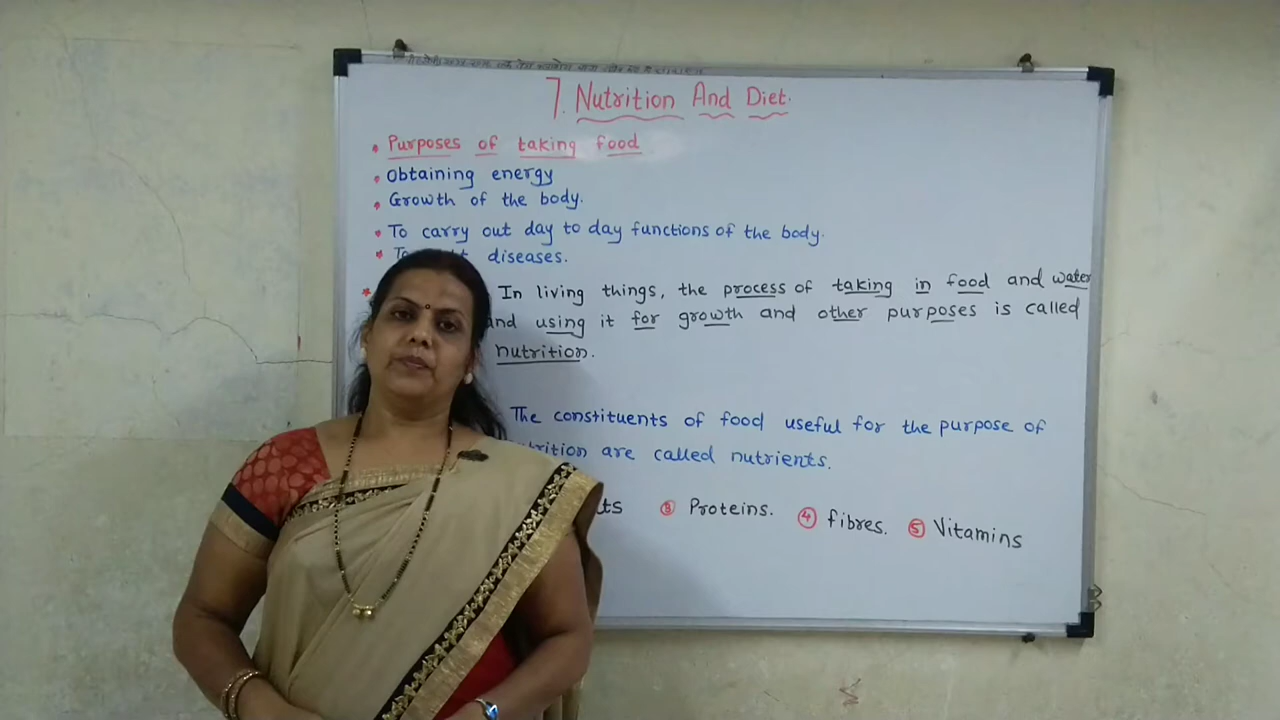 7. Nutrition And Diet.
• Purposes of taking food
• Obtaining energy
• Growth of the body.
• To carry out day to day functions of the body.
• To diseases.
In living things, the process of taking in food and water
and using it for growth and other purposes is called
nutrition.
The constituents of food useful for the purpose of
trition are called nutrients.
ts ③ Proteins. ④ fibres. ⑤ Vitamins